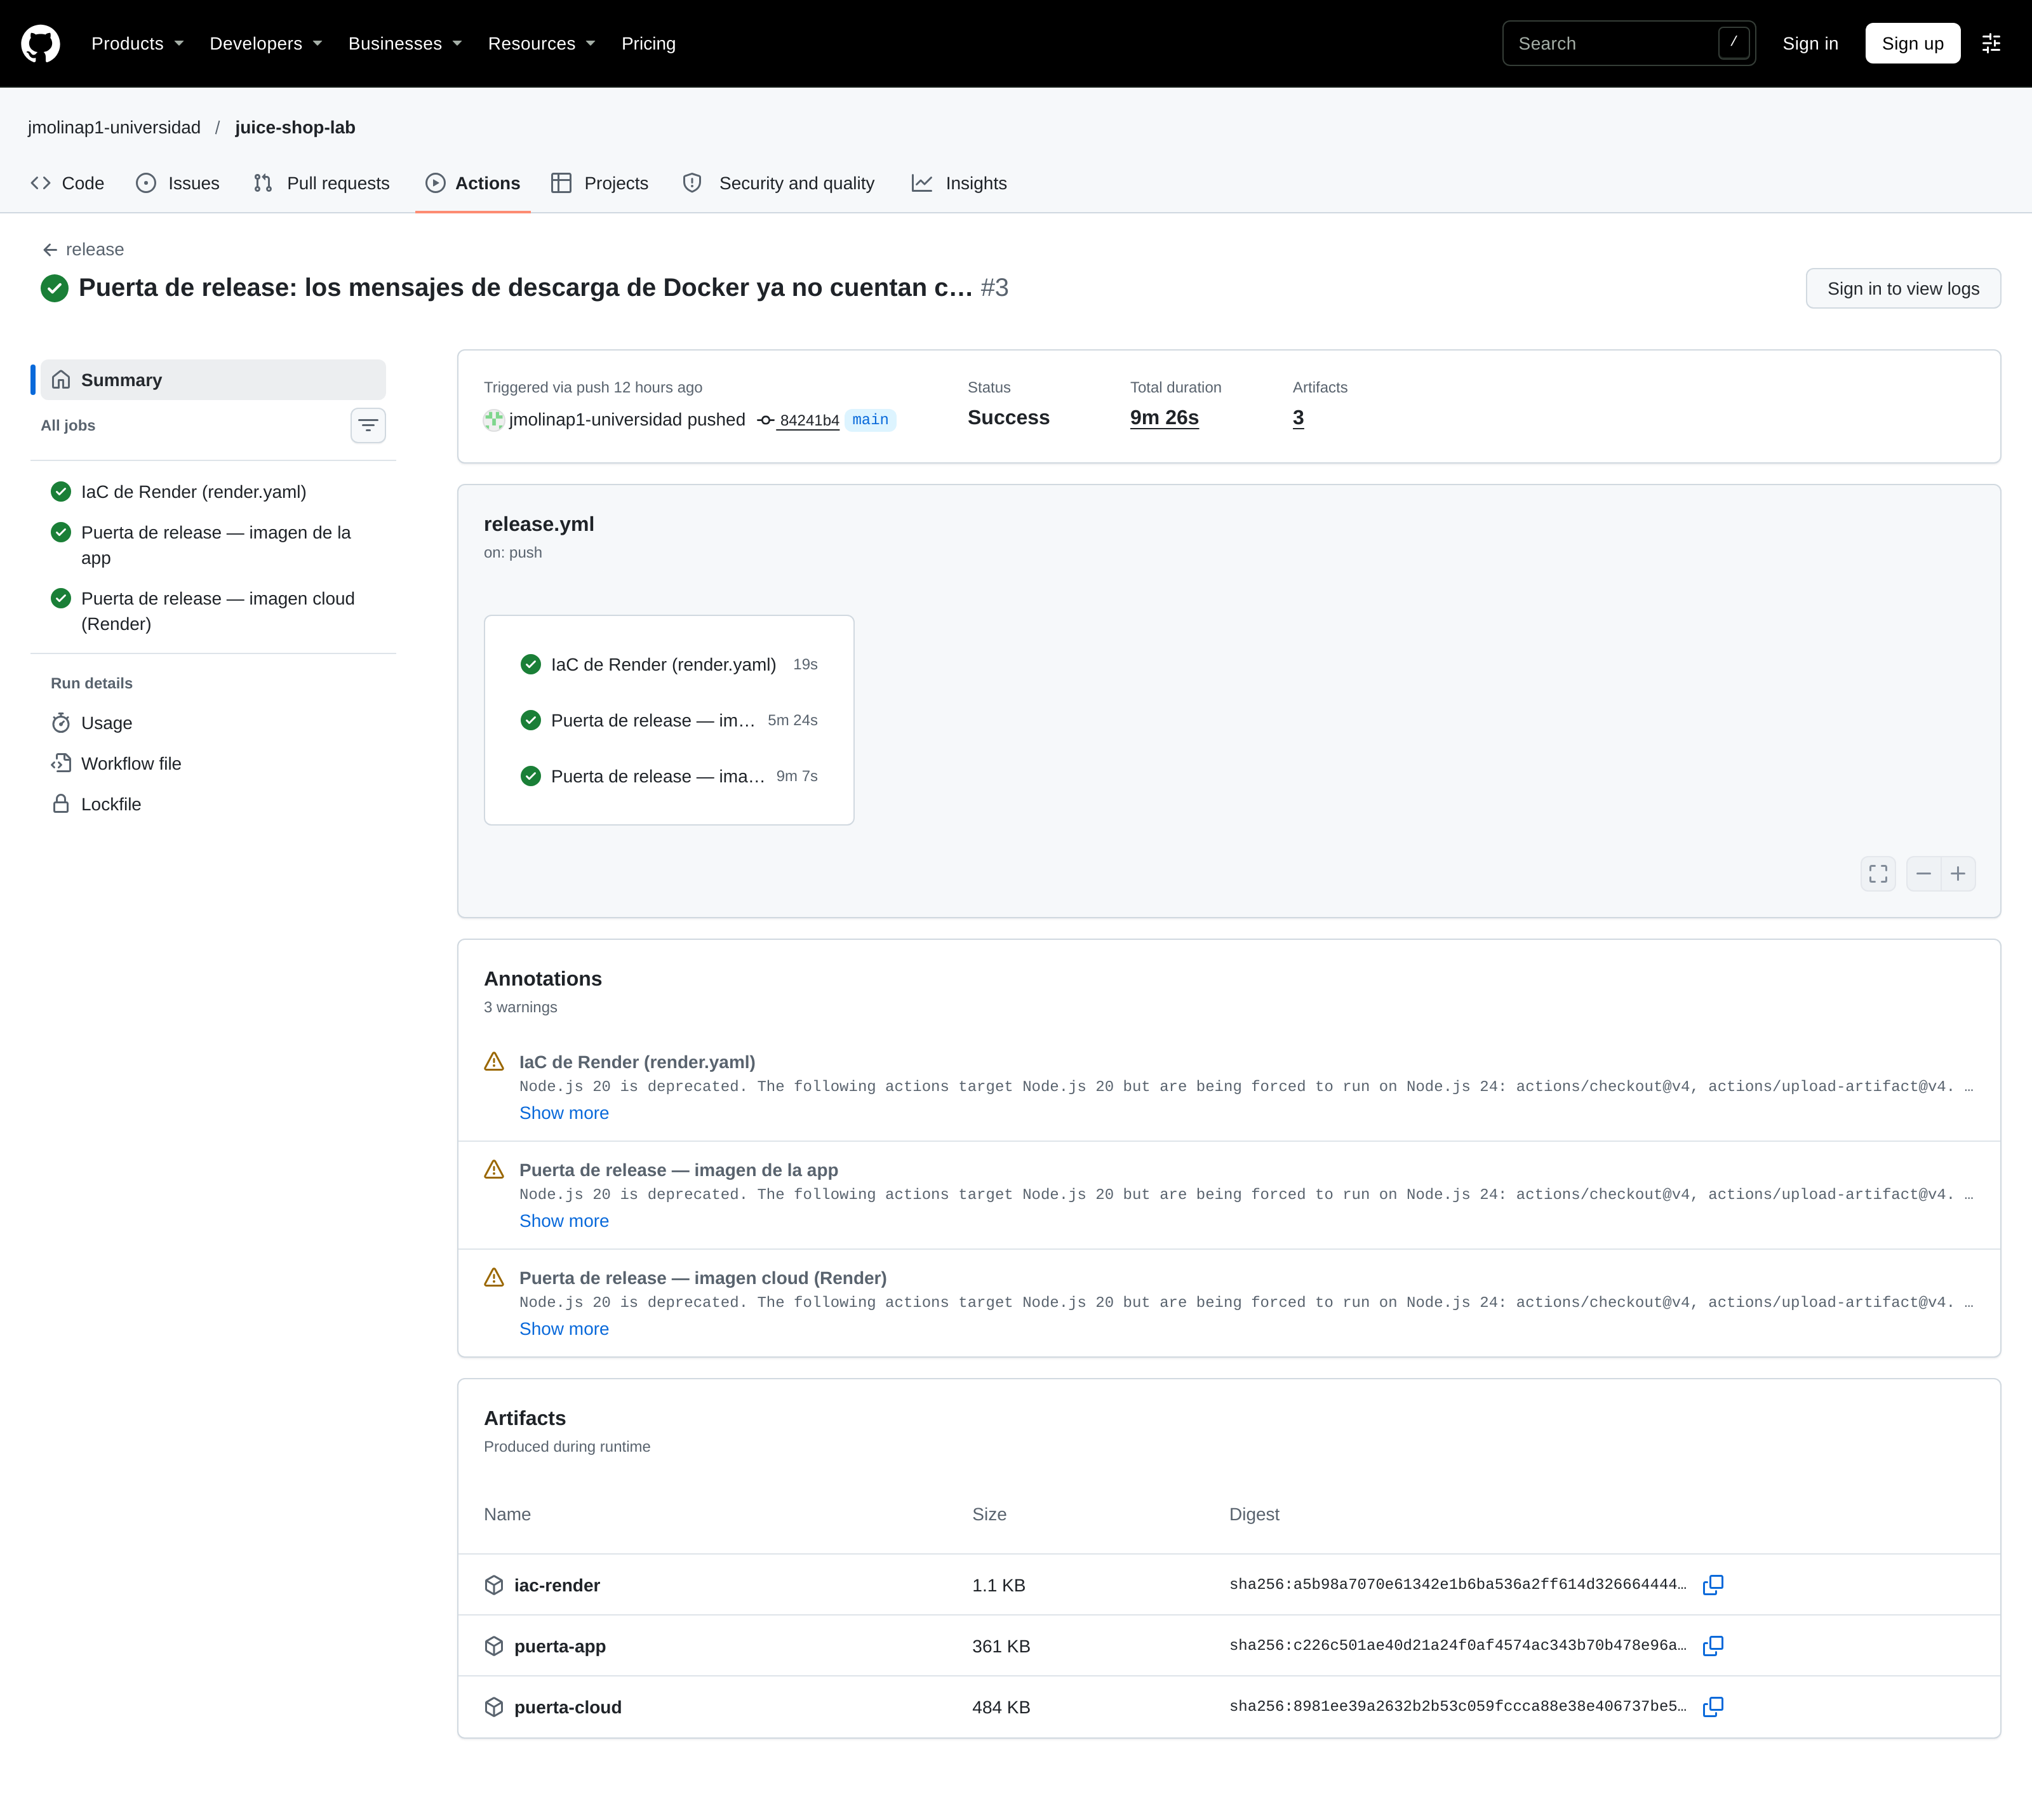 Products Developers Businesses Resources Pricing Search / Sign in Sign up
jmolinap1-universidad / juice-shop-lab
Code Issues Pull requests Actions Projects Security and quality Insights
release
Puerta de release: los mensajes de descarga de Docker ya no cuentan c… #3
Sign in to view logs
Summary
All jobs
IaC de Render (render.yaml)
Puerta de release — imagen de la
app
Puerta de release — imagen cloud
(Render)
Run details
Usage
Workflow file
Lockfile
Triggered via push 12 hours ago
jmolinap1-universidad pushed 84241b4 main
Status
Success
Total duration
9m 26s
Artifacts
3
release.yml
on: push
IaC de Render (render.yaml) 19s
Puerta de release — im… 5m 24s
Puerta de release — ima… 9m 7s
Annotations
3 warnings
IaC de Render (render.yaml)
Node.js 20 is deprecated. The following actions target Node.js 20 but are being forced to run on Node.js 24: actions/checkout@v4, actions/upload-artifact@v4. …
Show more
Puerta de release — imagen de la app
Node.js 20 is deprecated. The following actions target Node.js 20 but are being forced to run on Node.js 24: actions/checkout@v4, actions/upload-artifact@v4. …
Show more
Puerta de release — imagen cloud (Render)
Node.js 20 is deprecated. The following actions target Node.js 20 but are being forced to run on Node.js 24: actions/checkout@v4, actions/upload-artifact@v4. …
Show more
Artifacts
Produced during runtime
Name Size Digest
iac-render 1.1 KB sha256:a5b98a7070e61342e1b6ba536a2ff614d326664444…
puerta-app 361 KB sha256:c226c501ae40d21a24f0af4574ac343b70b478e96a…
puerta-cloud 484 KB sha256:8981ee39a2632b2b53c059fccca88e38e406737be5…